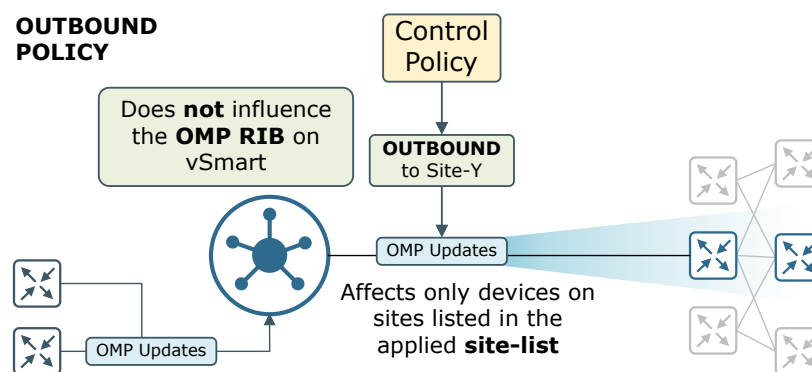 OUTBOUND
POLICY
Control
Policy
Does not influence
the OMP RIB on
vSmart
OUTBOUND
to Site-Y
OMP Updates
Affects only devices on
sites listed in the
applied site-list
OMP Updates